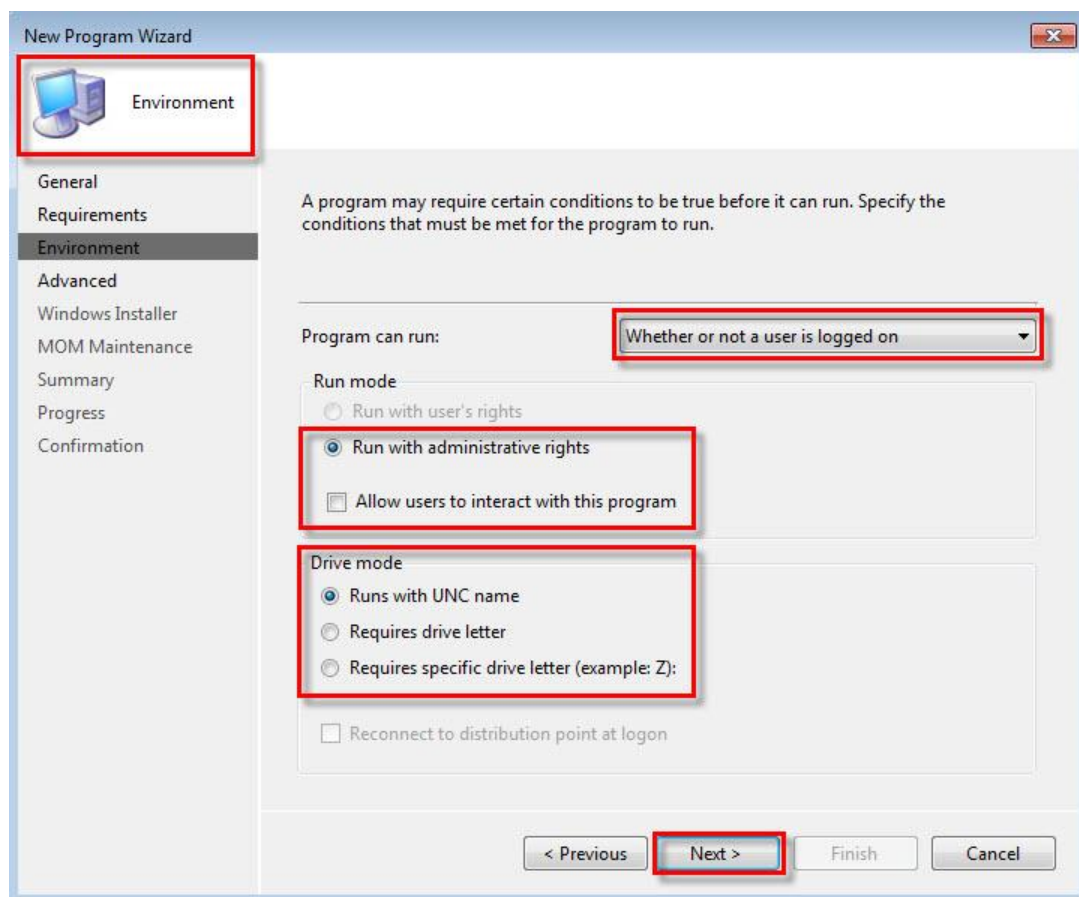 New Program Wizard
Environment
General
Requirements
Environment
Advanced
Windows Installer
MOM Maintenance
Summary
Progress
Confirmation
A program may require certain conditions to be true before it can run. Specify the
conditions that must be met for the program to run.
Program can run:
Whether or not a user is logged on
Run mode
Run with user's rights
Run with administrative rights
Allow users to interact with this program
Drive mode
Runs with UNC name
Requires drive letter
Requires specific drive letter (example: Z):
Reconnect to distribution point at logon
< Previous
Next >
Finish
Cancel